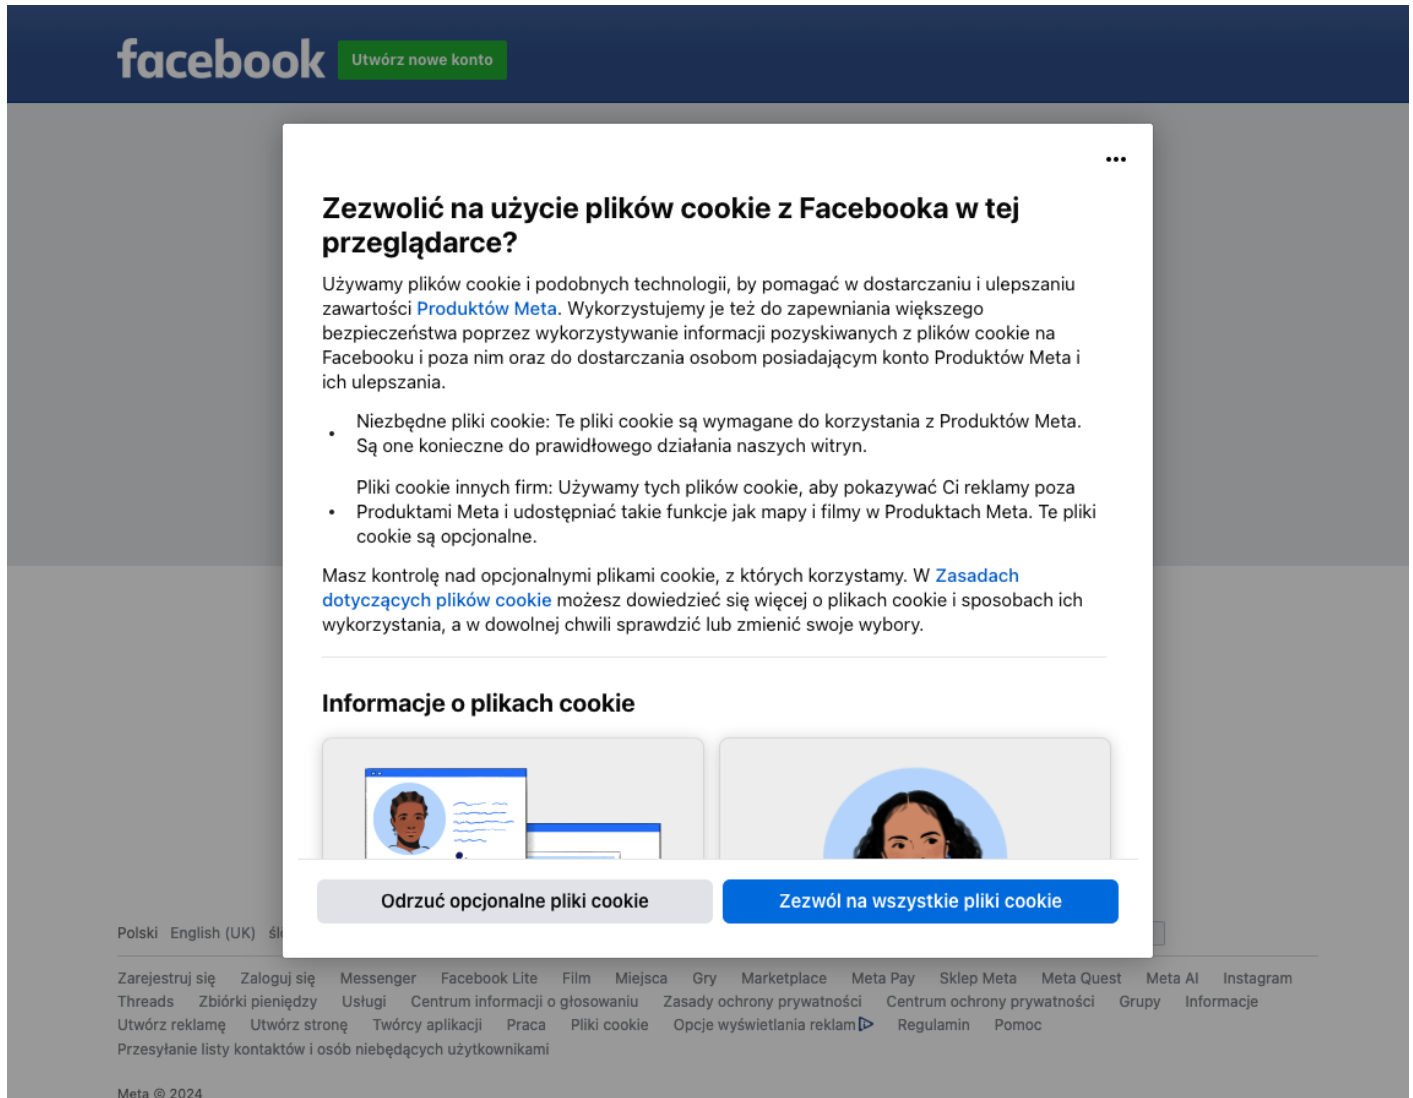 facebook
Utwórz nowe konto
Zezwolić na użycie plików cookie z Facebooka w tej
przeglądarce?
Używamy plików cookie i podobnych technologii, by pomagać w dostarczaniu i ulepszaniu
zawartości Produktów Meta. Wykorzystujemy je też do zapewniania większego
bezpieczeństwa poprzez wykorzystywanie informacji pozyskiwanych z plików cookie na
Facebooku i poza nim oraz do dostarczania osobom posiadającym konto Produktów Meta i
ich ulepszania.
• Niezbędne pliki cookie: Te pliki cookie są wymagane do korzystania z Produktów Meta.
Są one konieczne do prawidłowego działania naszych witryn.
• Pliki cookie innych firm: Używamy tych plików cookie, aby pokazywać Ci reklamy poza
Produktami Meta i udostępniać takie funkcje jak mapy i filmy w Produktach Meta. Te pliki
cookie są opcjonalne.
Masz kontrolę nad opcjonalnymi plikami cookie, z których korzystamy. W Zasadach
dotyczących plików cookie możesz dowiedzieć się więcej o plikach cookie i sposobach ich
wykorzystania, a w dowolnej chwili sprawdzić lub zmienić swoje wybory.
Informacje o plikach cookie
Odrzuć opcjonalne pliki cookie
Zezwól na wszystkie pliki cookie
Polski English (UK)
Zarejestruj się Zaloguj się Messenger Facebook Lite Film Miejsca Gry Marketplace Meta Pay Sklep Meta Meta Quest Meta AI Instagram
Threads Zbiórki pieniędzy Usługi Centrum informacji o głosowaniu Zasady ochrony prywatności Centrum ochrony prywatności Grupy Informacje
Utwórz reklamę Utwórz stronę Twórcy aplikacji Praca Pliki cookie Opcje wyświetlania reklam Regulamin Pomoc
Przesyłanie listy kontaktów i osób niebędących użytkownikami
Meta © 2024